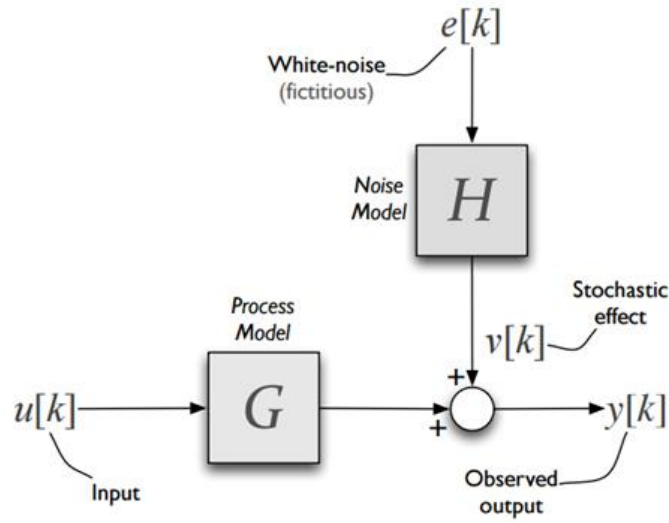 e[k]
White-noise
(fictitious)
Noise
Model
H
Stochastic
effect
v[k]
Process
Model
G
+
+
u[k]
y[k]
Input
Observed
output